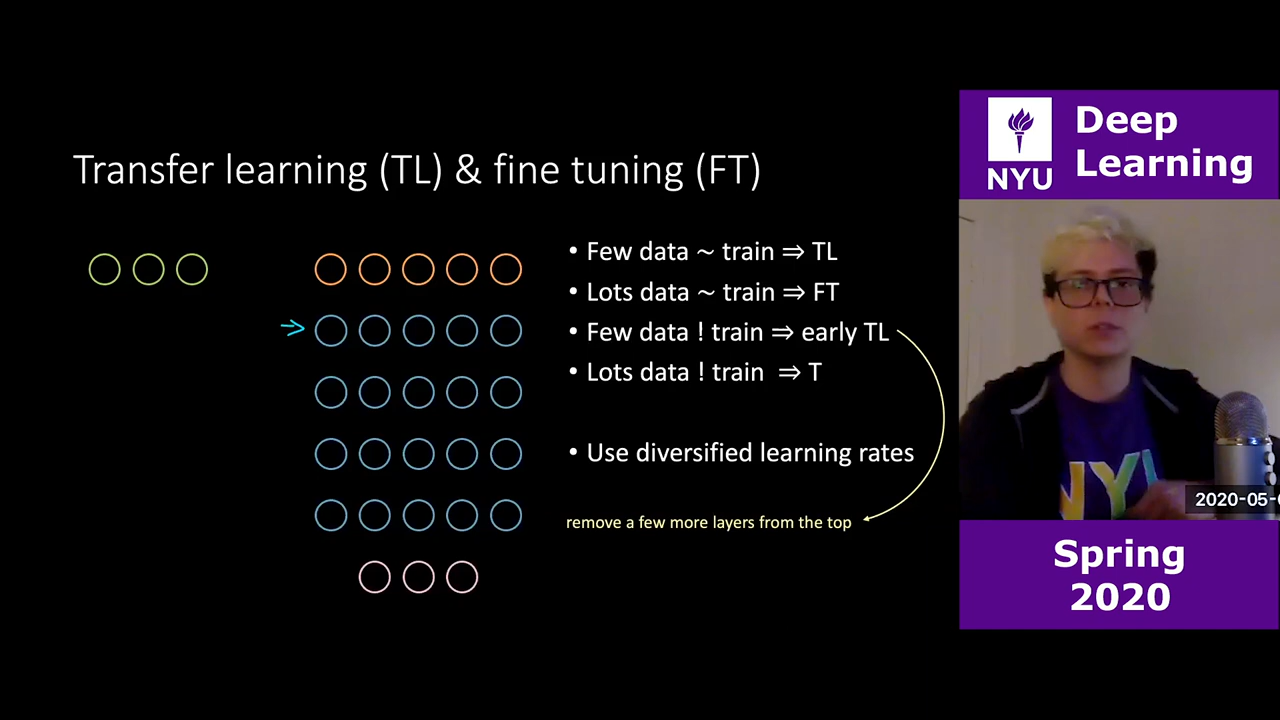 Transfer learning (TL) & fine tuning (FT)
• Few data ~ train ⇒ TL
• Lots data ~ train ⇒ FT
• Few data ! train ⇒ early TL
• Lots data ! train ⇒ T
• Use diversified learning rates
remove a few more layers from the top
NYU
Deep
Learning
NYU
2020-05-
Spring
2020